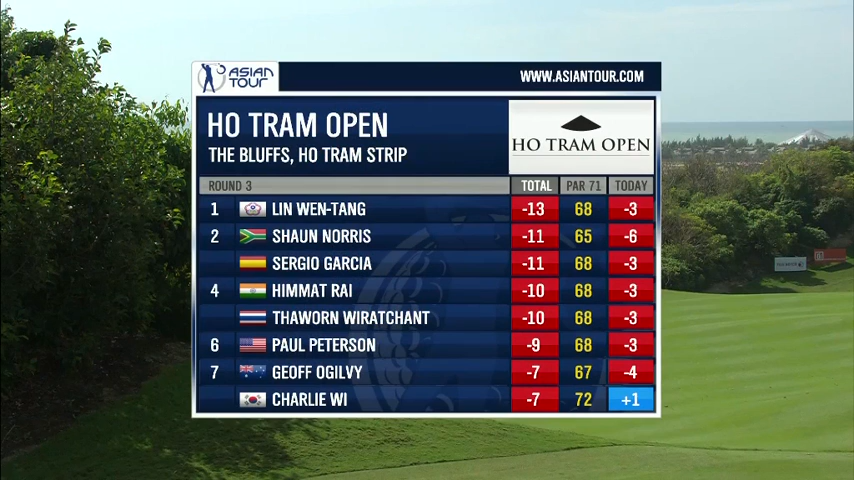 ASIAN TOUR
WWW.ASIANTOUR.COM
HO TRAM OPEN
THE BLUFFS, HO TRAM STRIP
HO TRAM OPEN
ROUND 3 TOTAL PAR 71 TODAY
1 LIN WEN-TANG -13 68 -3
2 SHAUN NORRIS -11 65 -6
SERGIO GARCIA -11 68 -3
4 HIMMAT RAI -10 68 -3
THAWORN WIRATCHANT -10 68 -3
6 PAUL PETERSON -9 68 -3
7 GEOFF OGILVY -7 67 -4
CHARLIE WI -7 72 +1